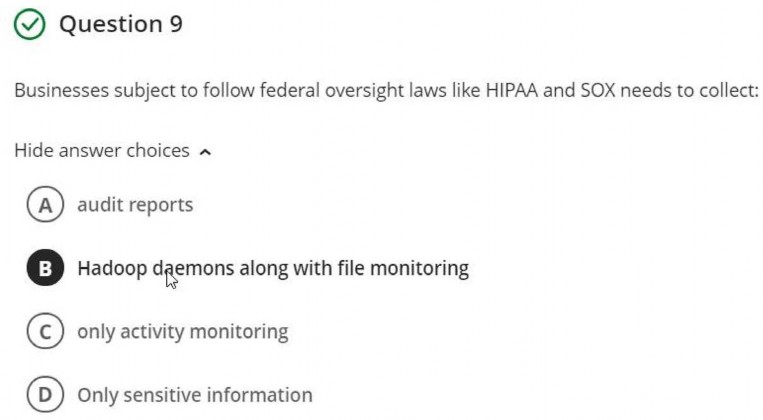 Question 9
Businesses subject to follow federal oversight laws like HIPAA and SOX needs to collect:
Hide answer choices
A audit reports
B Hadoop daemons along with file monitoring
C only activity monitoring
D Only sensitive information